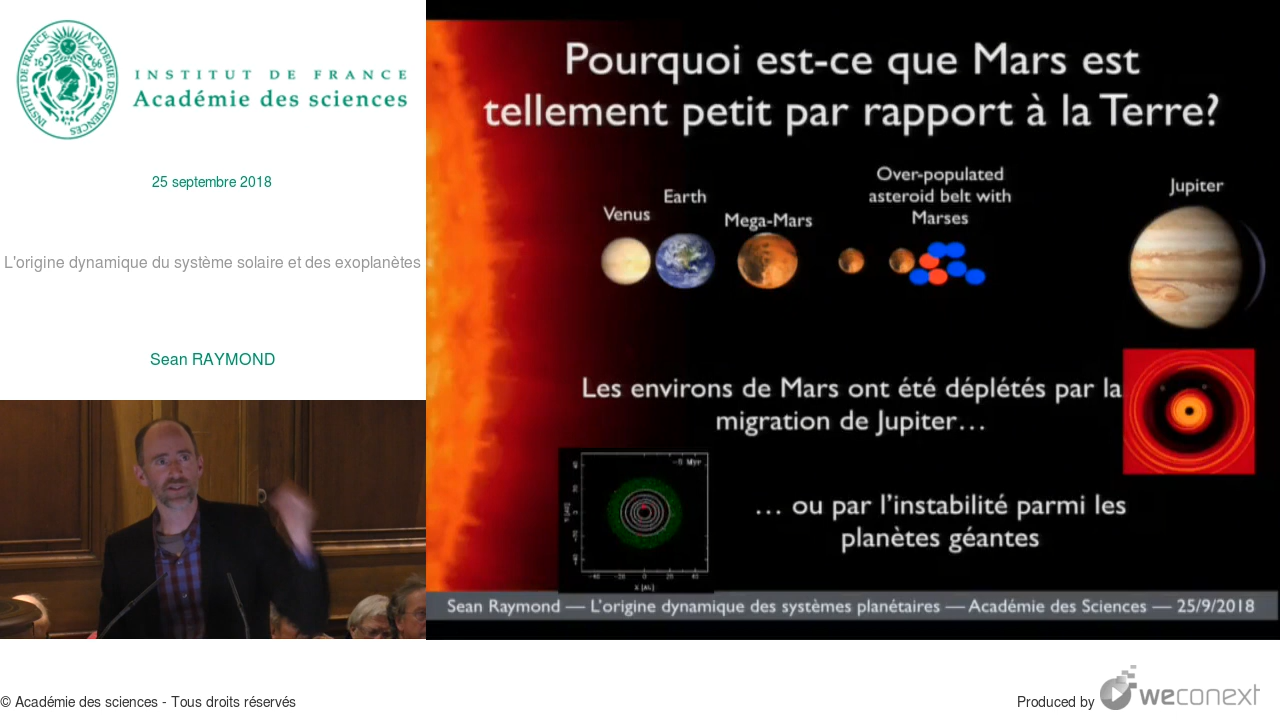 INSTITUT DE FRANCE
Académie des sciences
25 septembre 2018
L'origine dynamique du système solaire et des exoplanètes
Sean RAYMOND
Pourquoi est-ce que Mars est
tellement petit par rapport à la Terre?
Venus
Earth
Mega-Mars
Over-populated
asteroid belt with
Marses
Jupiter
Les environs de Mars ont été déplétés par la
migration de Jupiter…
… ou par l'instabilité parmi les
planètes géantes
Sean Raymond — L'origine dynamique des systèmes planétaires — Académie des Sciences — 25/9/2018
© Académie des sciences - Tous droits réservés
Produced by weconext